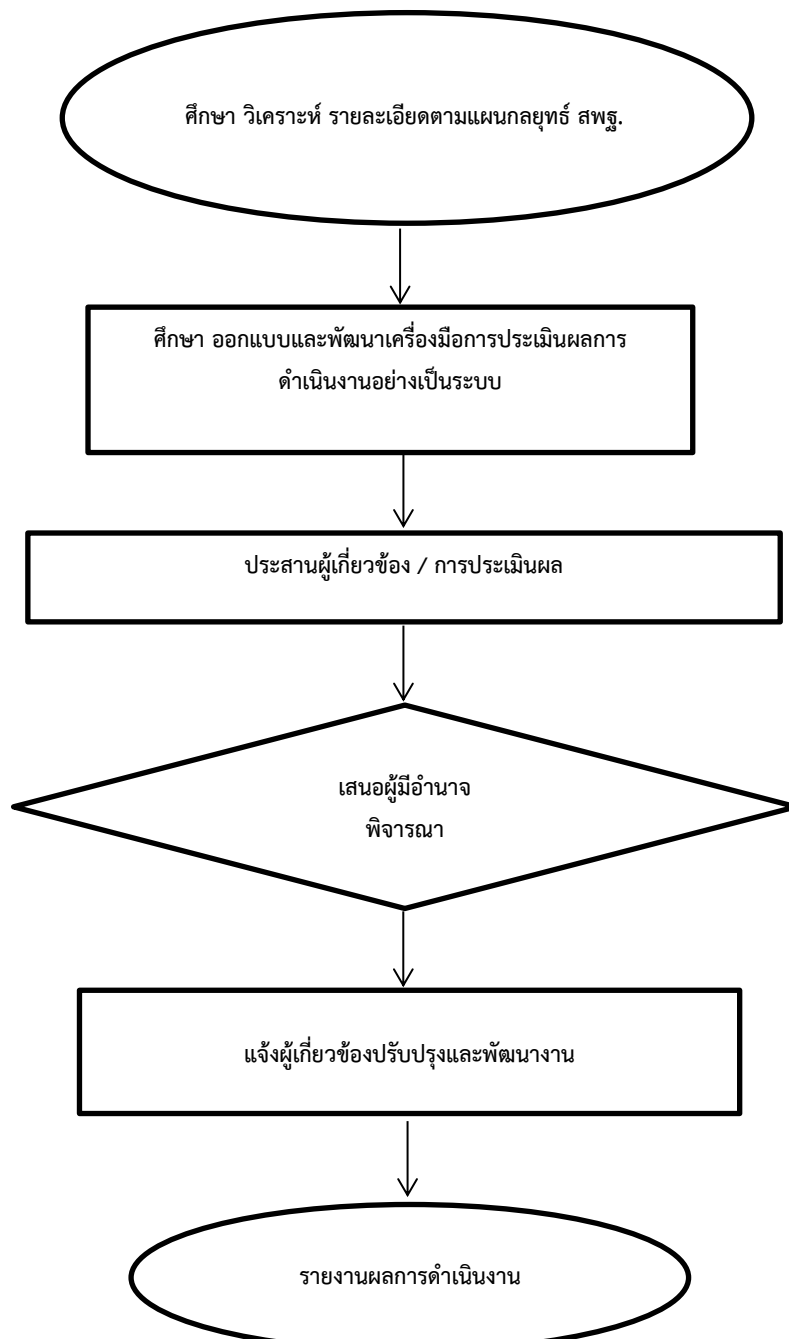 ศึกษา วิเคราะห์ รายละเอียดตามแผนกลยุทธ์ สพฐ.
ศึกษา ออกแบบและพัฒนาเครื่องมือการประเมินผลการ
ดำเนินงานอย่างเป็นระบบ
ประสานผู้เกี่ยวข้อง / การประเมินผล
เสนอผู้มีอำนาจ
พิจารณา
แจ้งผู้เกี่ยวข้องปรับปรุงและพัฒนางาน
รายงานผลการดำเนินงาน